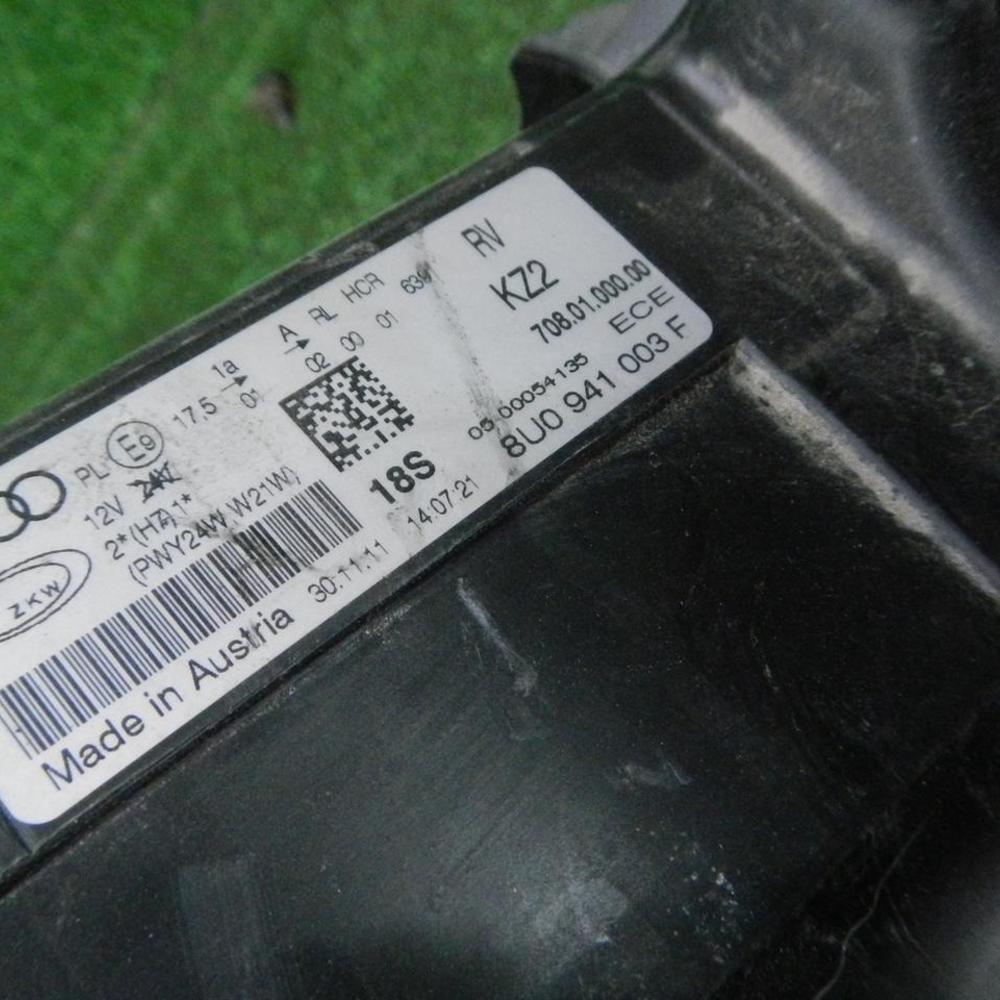 RV
KZ2
708.01.000.00
ECE
05.00054135
8U0 941 003 F
A RL HCR
02 00 01
1a
01
17,5
PL E9
12V
2*(H7) 1*
(PWY24W W21W)
18S
30.11.11 14:07:21
ZKW
Made in Austria